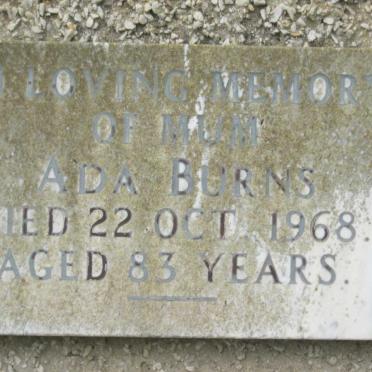 N LOVING MEMORY
OF MUM
ADA BURNS
DIED 22 OCT. 1968
AGED 83 YEARS